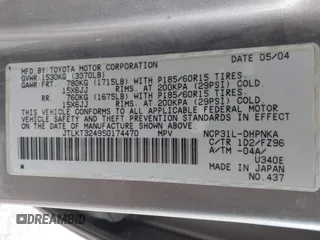 MFD. BY: TOYOTA MOTOR CORPORATION DATE 05/04
GVWR: 1530KG (3370LB)
GAWR FRT. 780KG (1715LB) WITH P185/60R15 TIRES,
15X6JJ RIMS, AT 200KPA (29PSI) COLD.
RR. 760KG (1675LB) WITH P185/60R15 TIRES,
15X6JJ RIMS, AT 200KPA (29PSI) COLD.
THIS VEHICLE CONFORMS TO ALL APPLICABLE FEDERAL MOTOR
VEHICLE SAFETY, BUMPER, AND THEFT PREVENTION STANDARDS
IN EFFECT ON THE DATE OF MANUFACTURE SHOWN ABOVE.
JTLKT324950174470 MPV NCP31L-DHPNKA
C/TR 1D2/FZ96
A/TM -04A/ U340E
MADE IN JAPAN
NO. 437
A DEALERSHIP